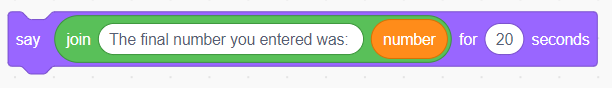 say join The final number you entered was: number for 20 seconds